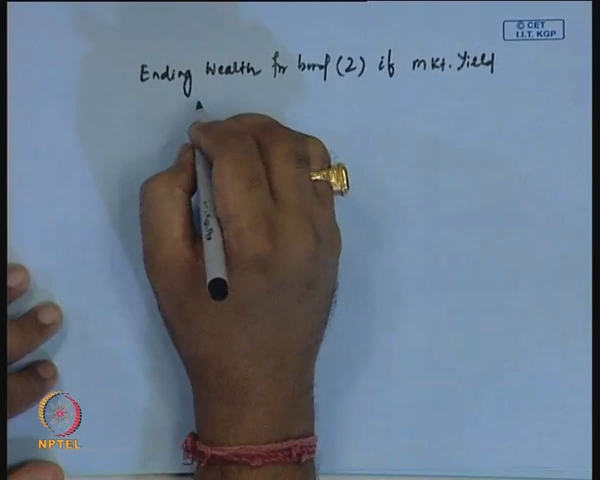 © CET
I.I.T. KGP
Ending Wealth for bond (2) if mkt. Yield
NPTEL